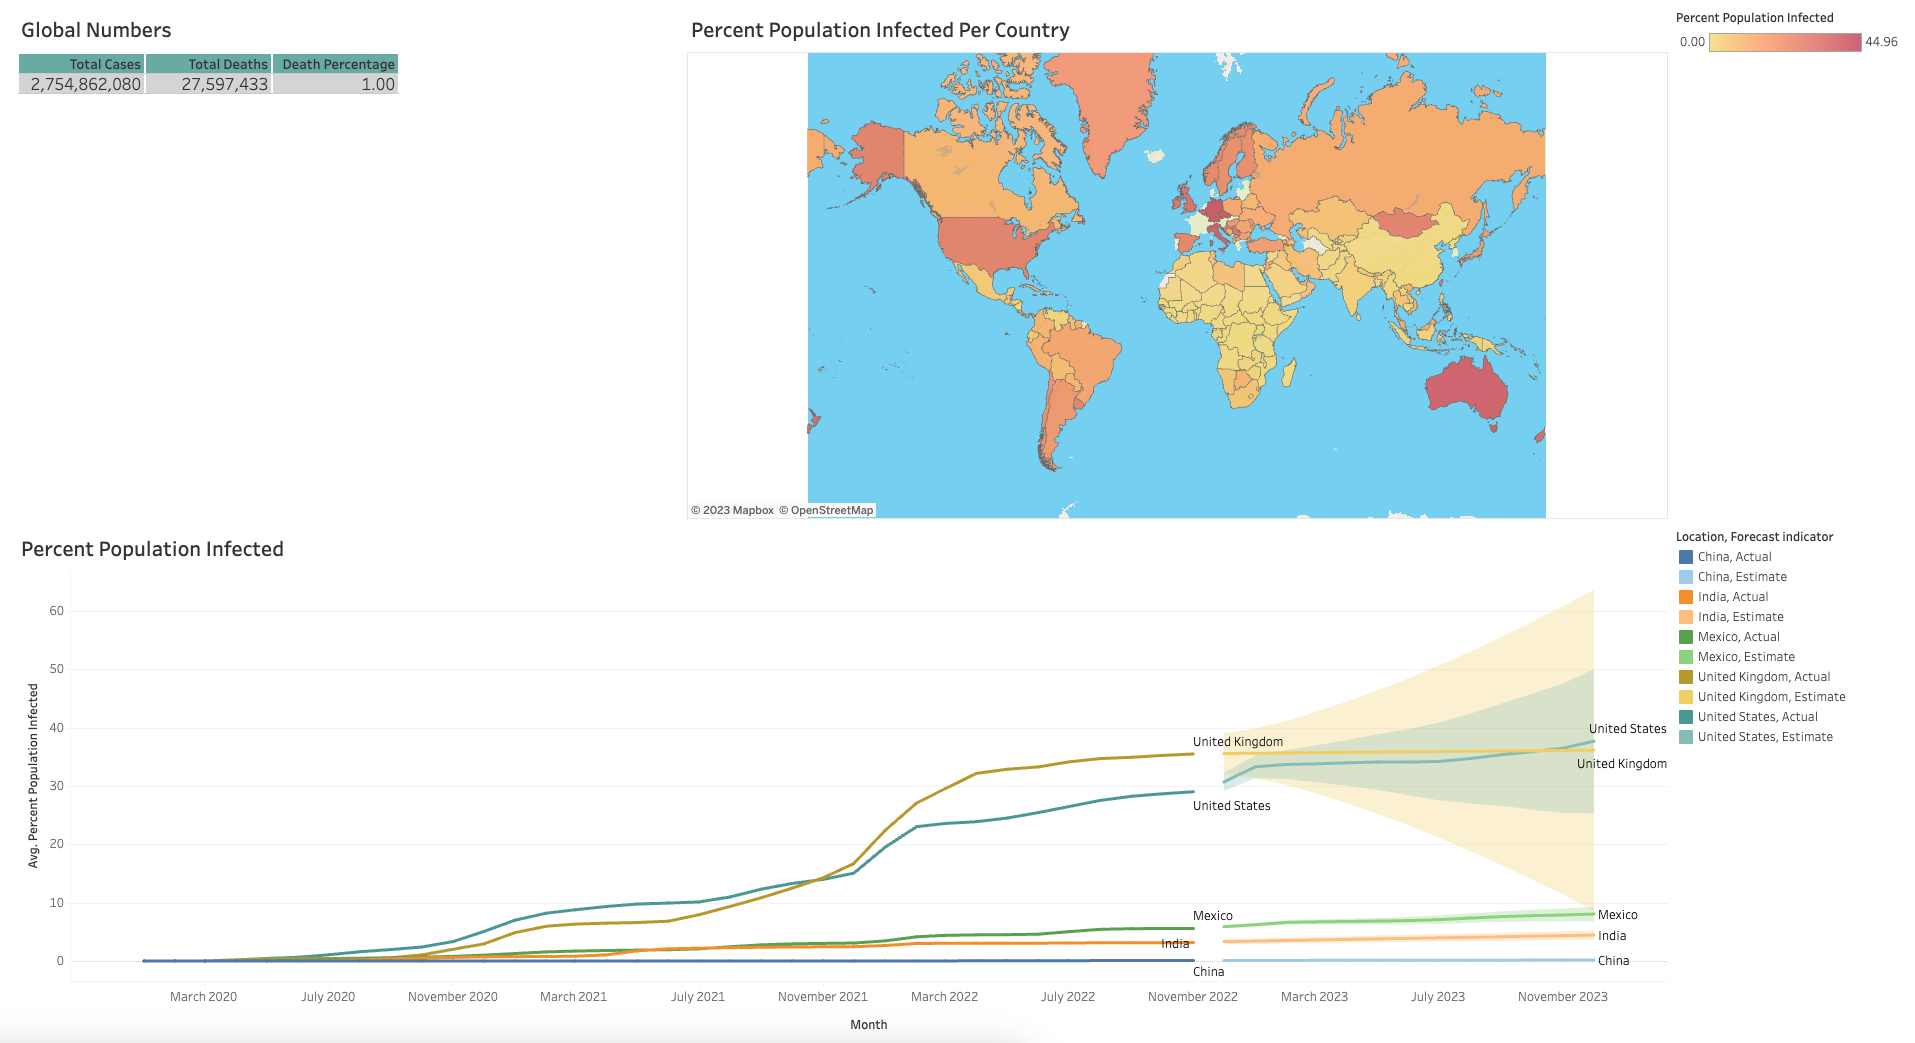 Global Numbers
Total Cases Total Deaths Death Percentage
2,754,862,080 27,597,433 1.00
Percent Population Infected Per Country
© 2023 Mapbox © OpenStreetMap
Percent Population Infected
0.00 44.96
Percent Population Infected
Avg. Percent Population Infected
60
50
40
30
20
10
0
United Kingdom
United States
Mexico
India
China
United States
United Kingdom
Mexico
India
China
March 2020 July 2020 November 2020 March 2021 July 2021 November 2021 March 2022 July 2022 November 2022 March 2023 July 2023 November 2023
Month
Location, Forecast indicator
China, Actual
China, Estimate
India, Actual
India, Estimate
Mexico, Actual
Mexico, Estimate
United Kingdom, Actual
United Kingdom, Estimate
United States, Actual
United States, Estimate